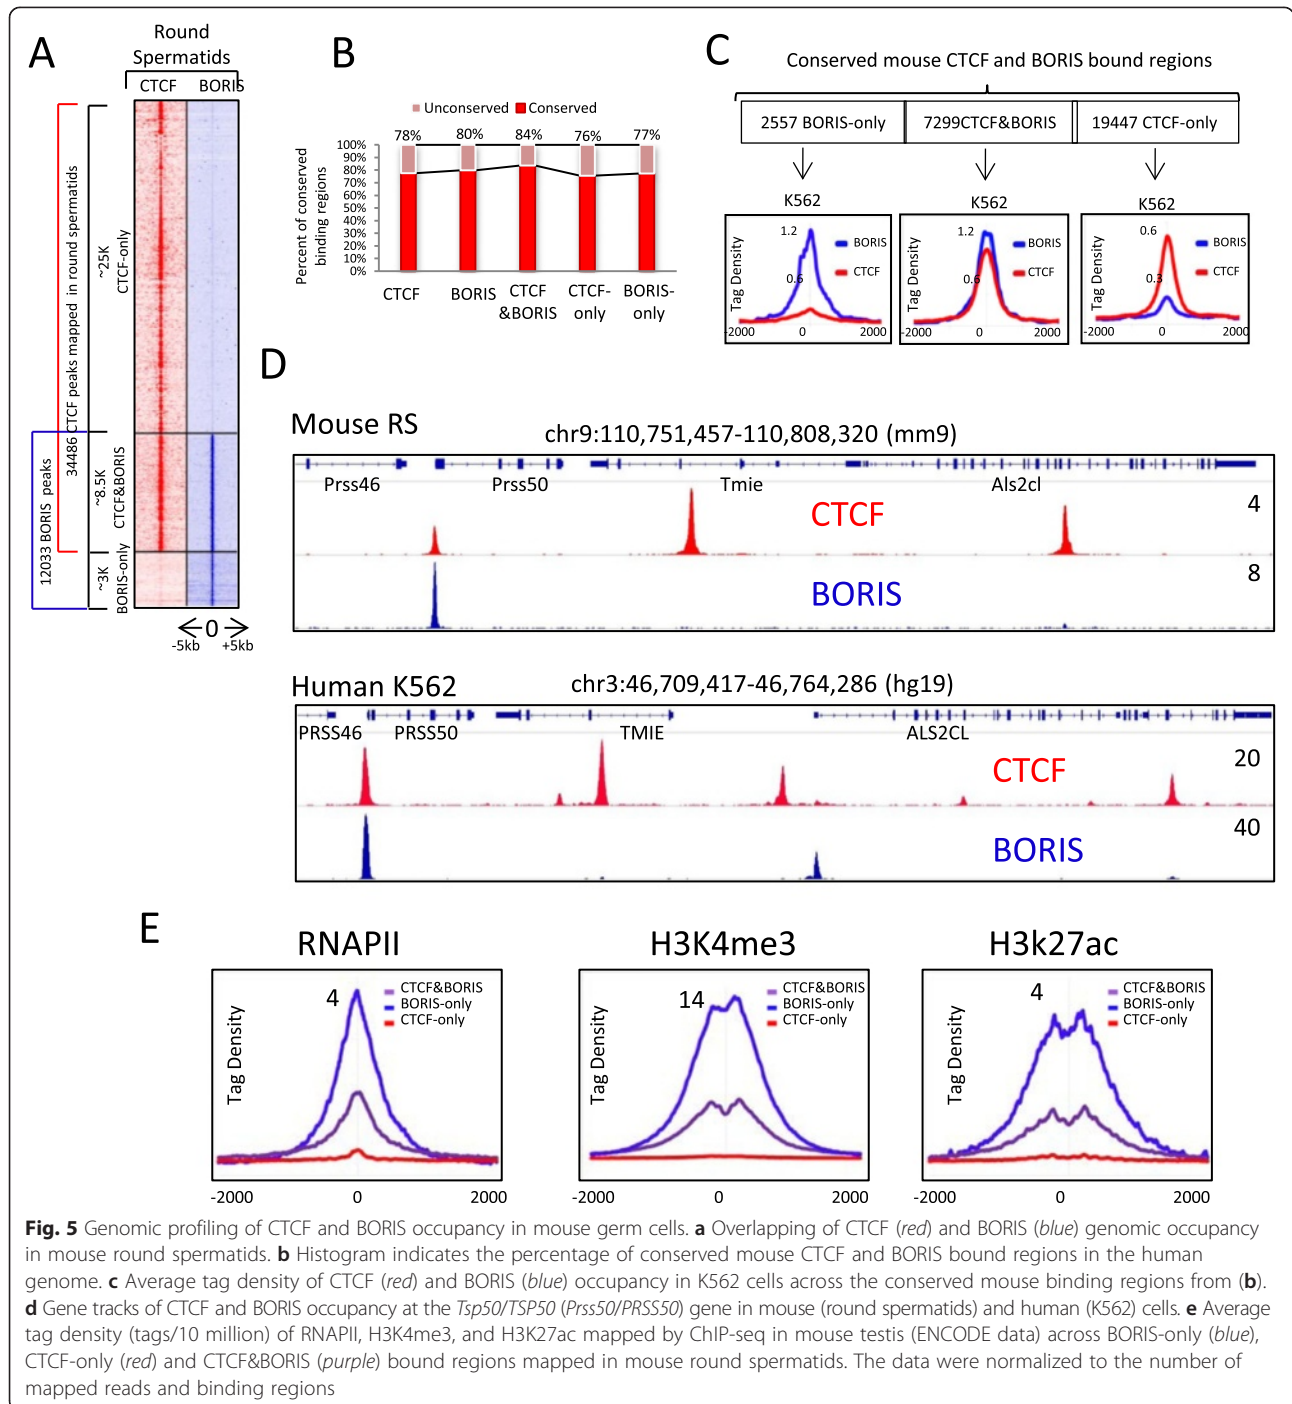 A
Round
Spermatids
CTCF BORIS
34486 CTCF peaks mapped in round spermatids
12033 BORIS peaks
~25K
CTCF-only
~8.5K
CTCF&BORIS
~3K
BORIS-only
0
-5kb +5kb
B
Unconserved Conserved
78% 80% 84% 76% 77%
Percent of conserved
binding regions
100%
90%
80%
70%
60%
50%
40%
30%
20%
10%
0%
CTCF BORIS CTCF &BORIS CTCF-only BORIS-only
C
Conserved mouse CTCF and BORIS bound regions
2557 BORIS-only 7299CTCF&BORIS 19447 CTCF-only
K562
Tag Density
1.2
0.6
-2000 0 2000
K562
Tag Density
1.2
0.6
BORIS
CTCF
-2000 0 2000
K562
Tag Density
0.6
0.3
BORIS
CTCF
-2000 0 2000
BORIS
CTCF
D
Mouse RS
chr9:110,751,457-110,808,320 (mm9)
Prss46 Prss50 Tmie Als2cl
CTCF 4
BORIS 8
Human K562
chr3:46,709,417-46,764,286 (hg19)
PRSS46 PRSS50 TMIE ALS2CL
CTCF 20
BORIS 40
E
RNAPII
Tag Density
4
CTCF&BORIS
BORIS-only
CTCF-only
-2000 0 2000
H3K4me3
Tag Density
14
CTCF&BORIS
BORIS-only
CTCF-only
-2000 0 2000
H3k27ac
Tag Density
4
CTCF&BORIS
BORIS-only
CTCF-only
-2000 0 2000
Fig. 5 Genomic profiling of CTCF and BORIS occupancy in mouse germ cells. a Overlapping of CTCF (red) and BORIS (blue) genomic occupancy
in mouse round spermatids. b Histogram indicates the percentage of conserved mouse CTCF and BORIS bound regions in the human
genome. c Average tag density of CTCF (red) and BORIS (blue) occupancy in K562 cells across the conserved mouse binding regions from (b).
d Gene tracks of CTCF and BORIS occupancy at the Tsp50/TSP50 (Prss50/PRSS50) gene in mouse (round spermatids) and human (K562) cells. e Average
tag density (tags/10 million) of RNAPII, H3K4me3, and H3K27ac mapped by ChIP-seq in mouse testis (ENCODE data) across BORIS-only (blue),
CTCF-only (red) and CTCF&BORIS (purple) bound regions mapped in mouse round spermatids. The data were normalized to the number of
mapped reads and binding regions